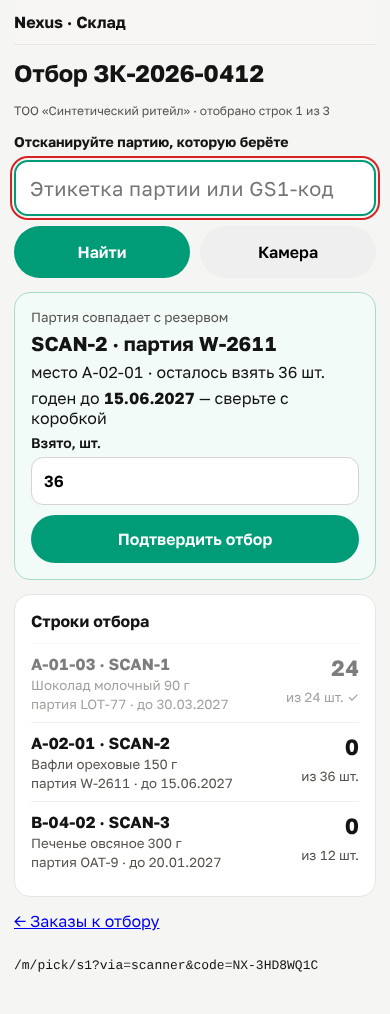 Nexus · Склад
Отбор ЗК-2026-0412
ТОО «Синтетический ритейл» · отобрано строк 1 из 3
Отсканируйте партию, которую берёте
Этикетка партии или GS1-код
Найти
Камера
Партия совпадает с резервом
SCAN-2 · партия W-2611
место A-02-01 · осталось взять 36 шт.
годен до 15.06.2027 — сверьте с
коробкой
Взято, шт.
36
Подтвердить отбор
Строки отбора
A-01-03 · SCAN-1
24
Шоколад молочный 90 г
из 24 шт. ✓
партия LOT-77 · до 30.03.2027
A-02-01 · SCAN-2
0
Вафли ореховые 150 г
из 36 шт.
партия W-2611 · до 15.06.2027
B-04-02 · SCAN-3
0
Печенье овсяное 300 г
из 12 шт.
партия OAT-9 · до 20.01.2027
← Заказы к отбору
/m/pick/s1?via=scanner&code=NX-3HD8WQ1C